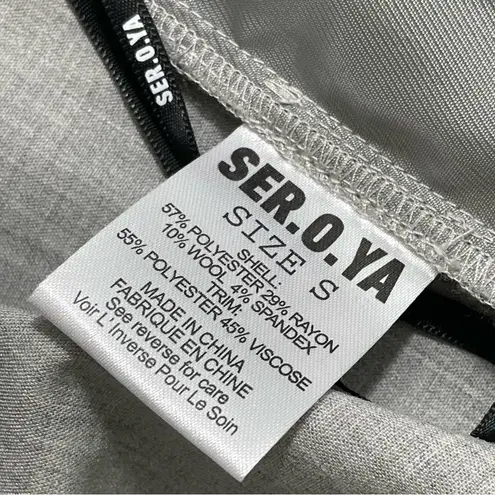 SER.O.YA
SER.O.YA
SIZE S
SHELL:
57% POLYESTER 29% RAYON
10% WOOL 4% SPANDEX
TRIM:
55% POLYESTER 45% VISCOSE
MADE IN CHINA
FABRIQUE EN CHINE
See reverse for care
Voir L' Inverse Pour Le Soin